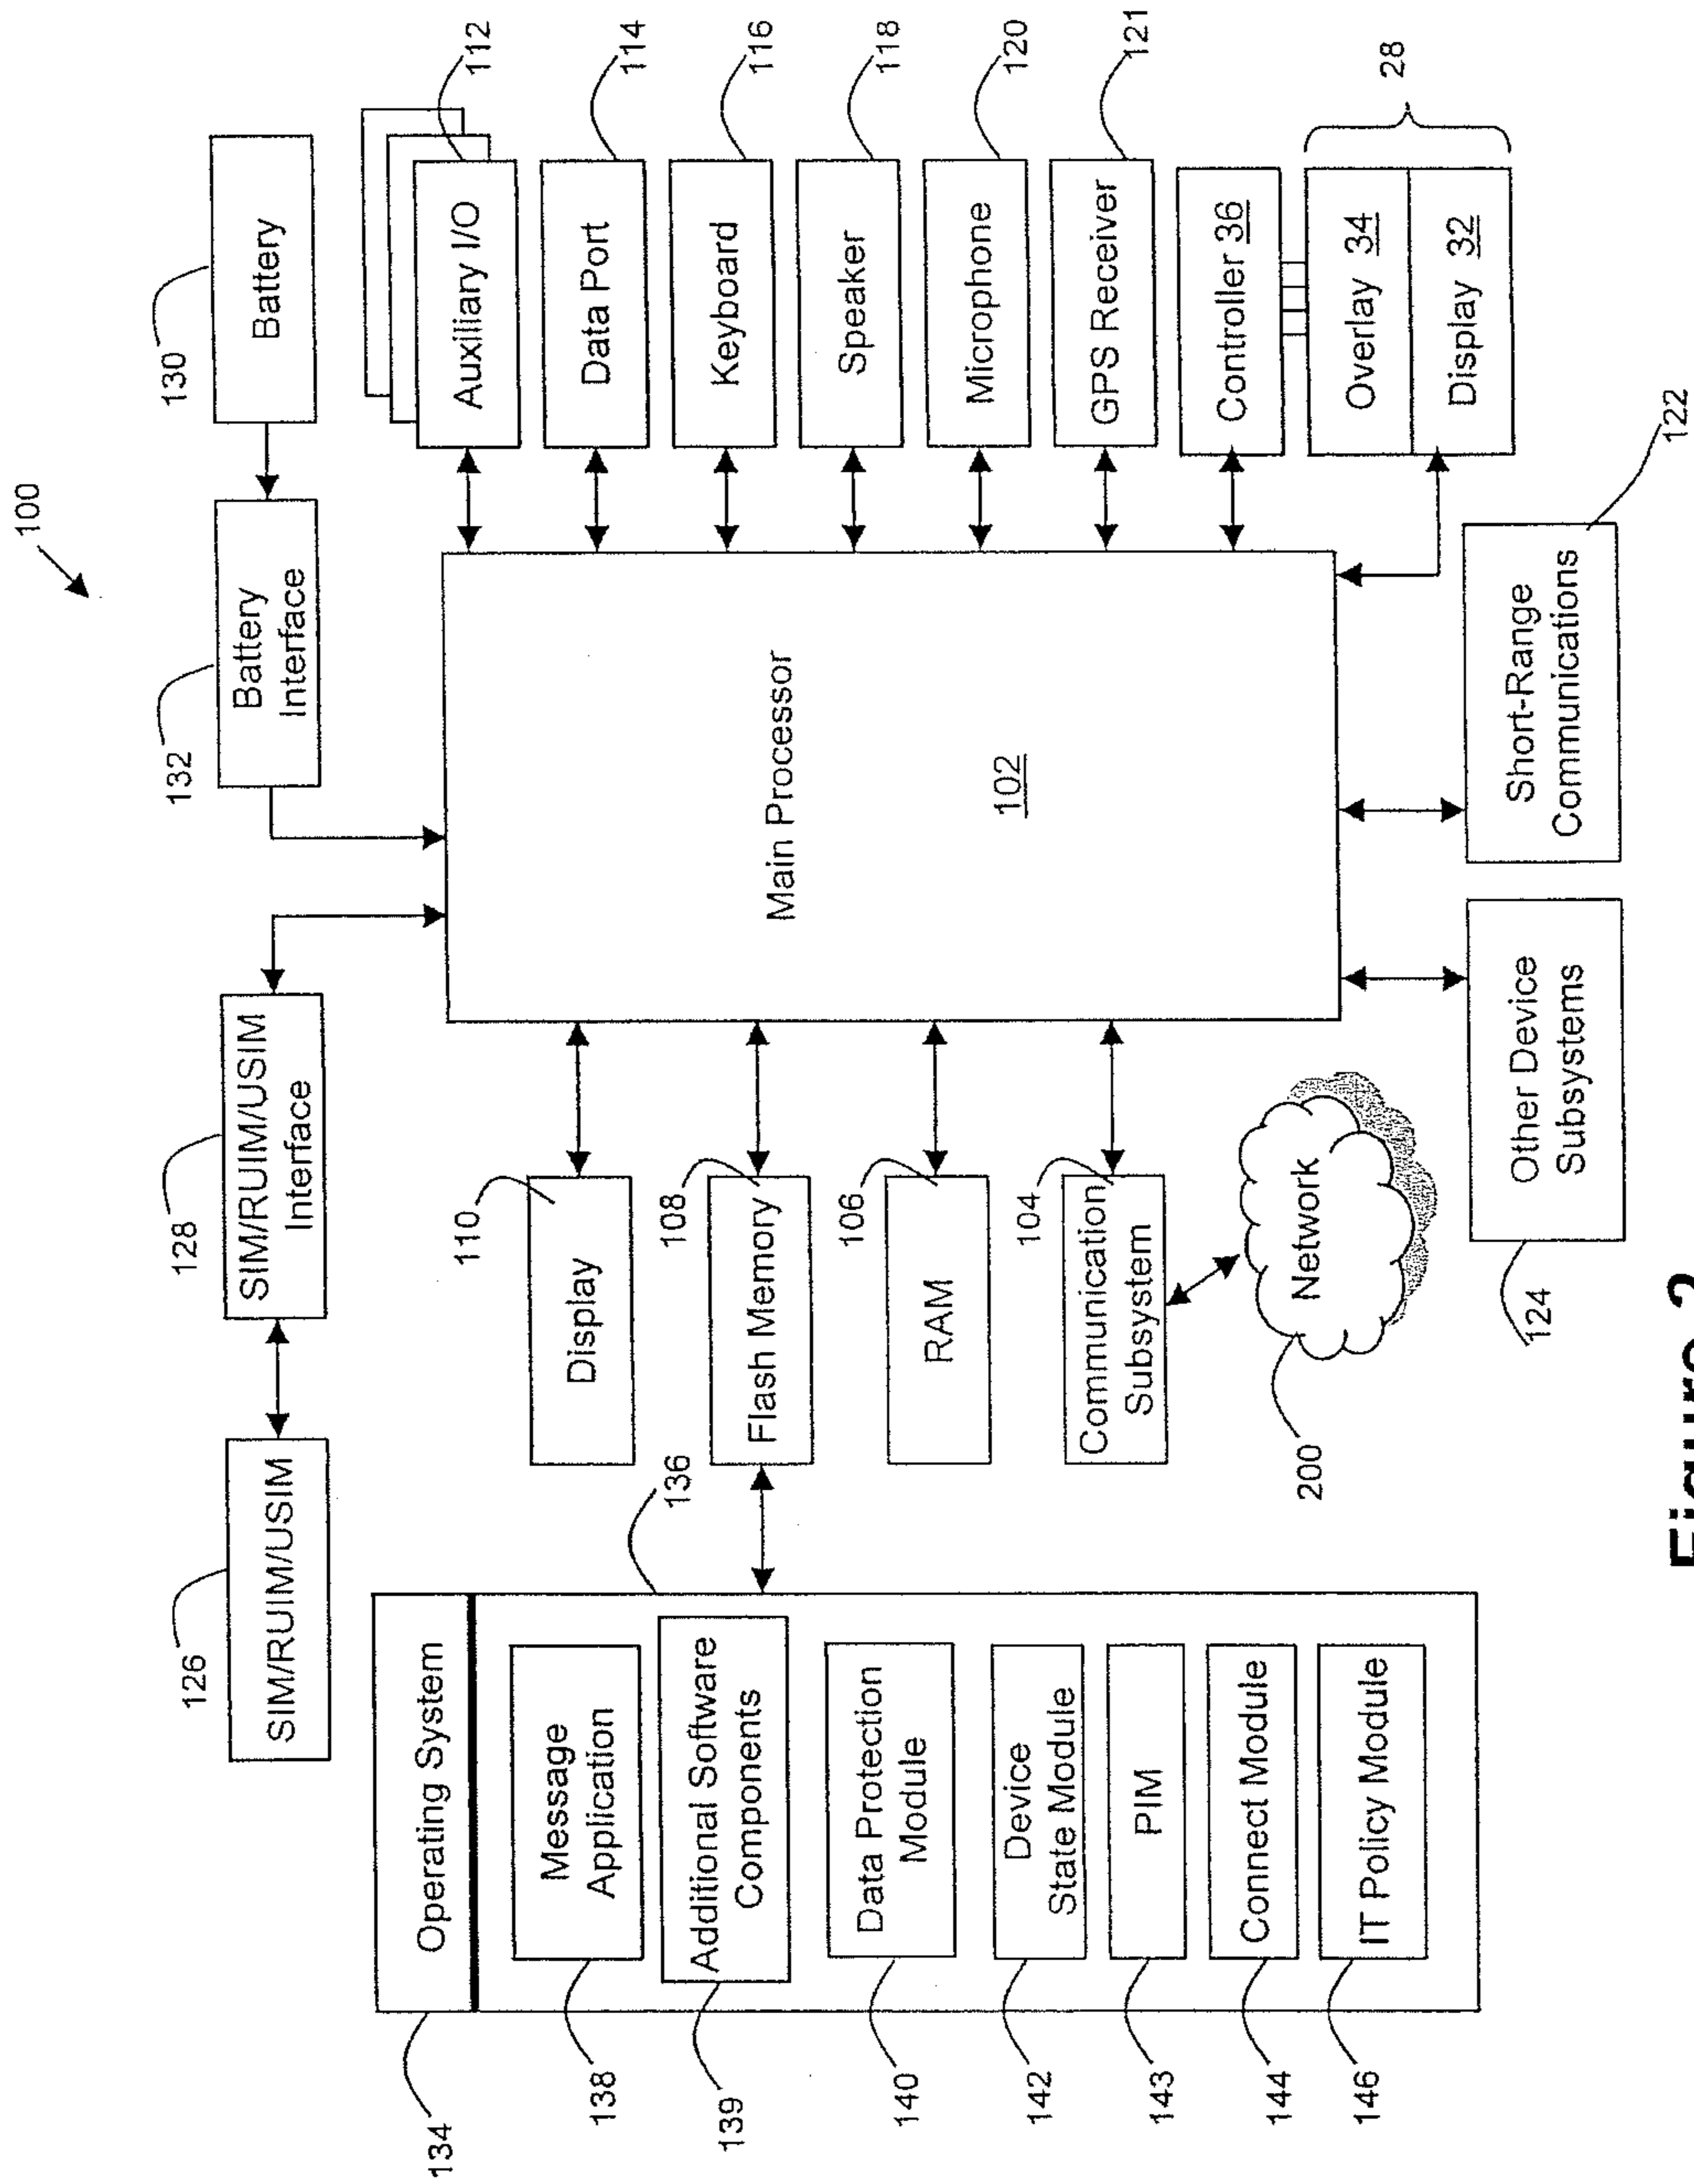 100
130
Battery
132
Battery
Interface
128
SIM/RUIM/USIM
Interface
126
SIM/RUIM/USIM
112
Auxiliary I/O
114
Data Port
116
Keyboard
118
Speaker
120
Microphone
121
GPS Receiver
Controller 36
28
Overlay 34
Display 32
Main Processor
102
110
Display
108
Flash Memory
106
RAM
104
Communication
Subsystem
200
Network
122
Short-Range
Communications
124
Other Device
Subsystems
134
Operating System
136
138
Message
Application
139
Additional Software
Components
140
Data Protection
Module
142
Device
State Module
143
PIM
144
Connect Module
146
IT Policy Module
Figure 2